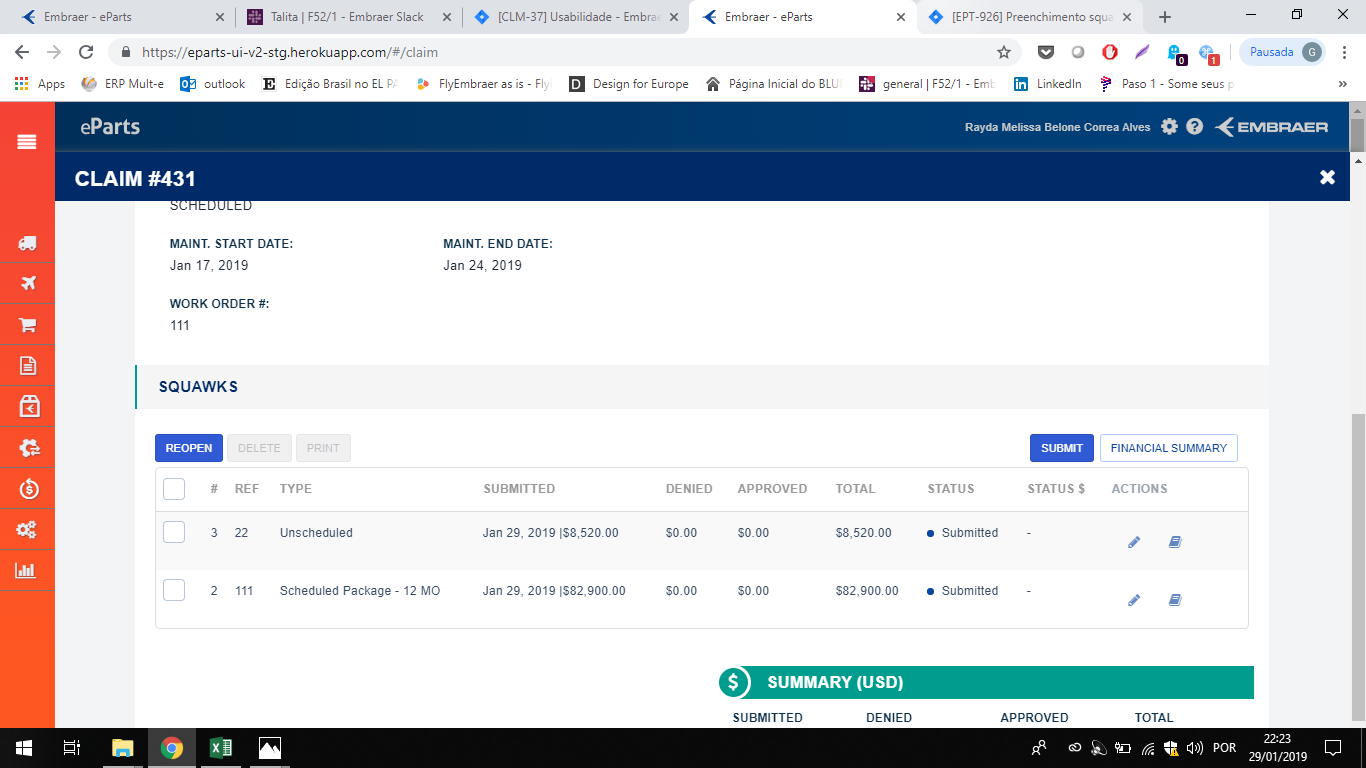 Embraer - eParts
Talita | F52/1 - Embraer Slack
[CLM-37] Usabilidade - Embrae
Embraer - eParts
[EPT-926] Preenchimento squa
https://eparts-ui-v2-stg.herokuapp.com/#/claim
0
1
Pausada
G
Apps
ERP Mult-e
outlook
Edição Brasil no EL PA
FlyEmbraer as is - Fly
Design for Europe
Página Inicial do BLU
general | F52/1 - Emb
LinkedIn
Paso 1 - Some seus p
»
eParts
Rayda Melissa Belone Correa Alves
EMBRAER
CLAIM #431
SCHEDULED
MAINT. START DATE: MAINT. END DATE:
Jan 17, 2019 Jan 24, 2019
WORK ORDER #:
111
SQUAWKS
REOPEN DELETE PRINT SUBMIT FINANCIAL SUMMARY
# REF TYPE SUBMITTED DENIED APPROVED TOTAL STATUS STATUS $ ACTIONS
3 22 Unscheduled Jan 29, 2019 |$8,520.00 $0.00 $0.00 $8,520.00 Submitted -
2 111 Scheduled Package - 12 MO Jan 29, 2019 |$82,900.00 $0.00 $0.00 $82,900.00 Submitted -
$ SUMMARY (USD)
SUBMITTED DENIED APPROVED TOTAL
POR
22:23
29/01/2019